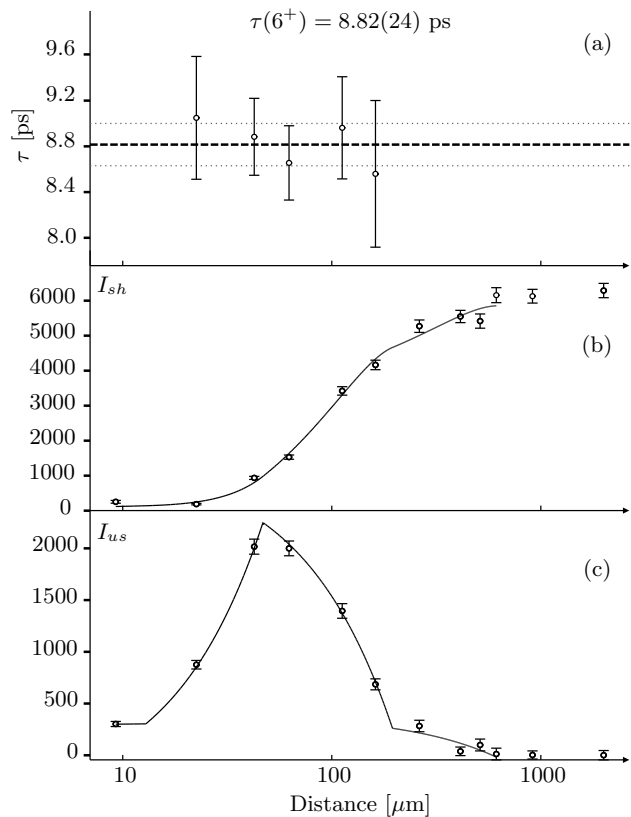 τ(6⁺) = 8.82(24) ps
(a)
9.6
9.2
8.8
8.4
8.0
τ [ps]
I_sh
(b)
6000
5000
4000
3000
2000
1000
0
I_us
(c)
2000
1500
1000
500
0
10 100 1000
Distance [μm]